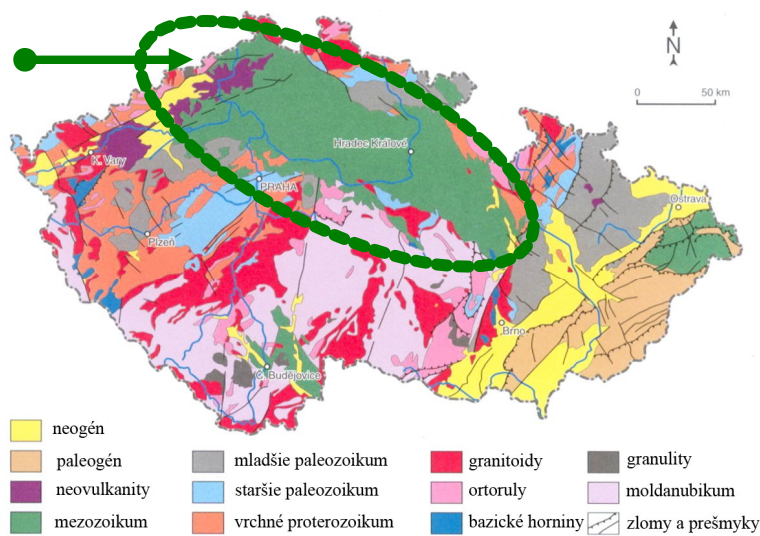 N
0 50 km
Hradec Králové
K. Vary
PRAHA
Ostrava
Plzeň
Brno
Č. Budějovice
neogén
paleogén
neovulkanity
mezozoikum
mladšie paleozoikum
staršie paleozoikum
vrchné proterozoikum
granitoidy
ortoruly
bazické horniny
granulity
moldanubikum
zlomy a prešmyky